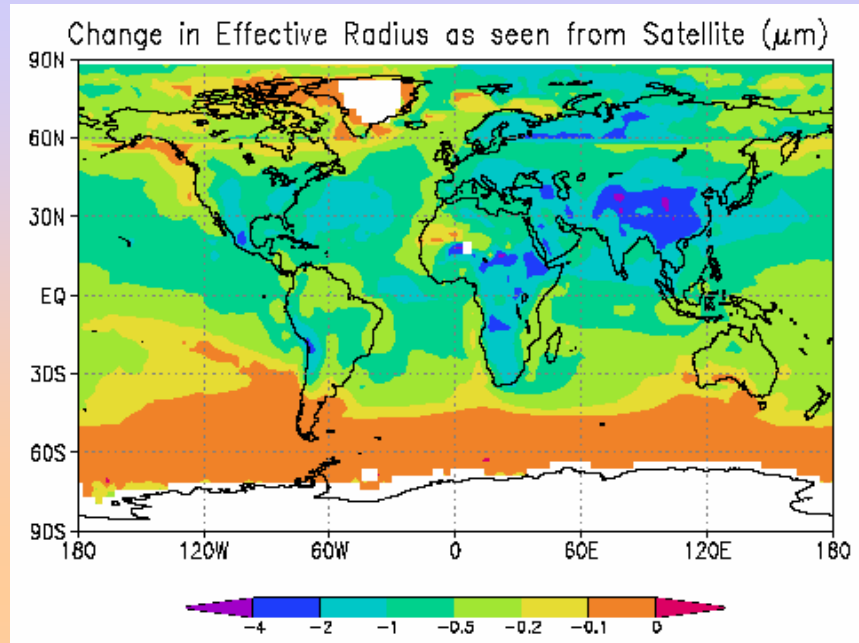 Change in Effective Radius as seen from Satellite (μm)
90N
60N
30N
EQ
30S
60S
90S
180 120W 60W 0 60E 120E 180
-4 -2 -1 -0.5 -0.2 -0.1 0